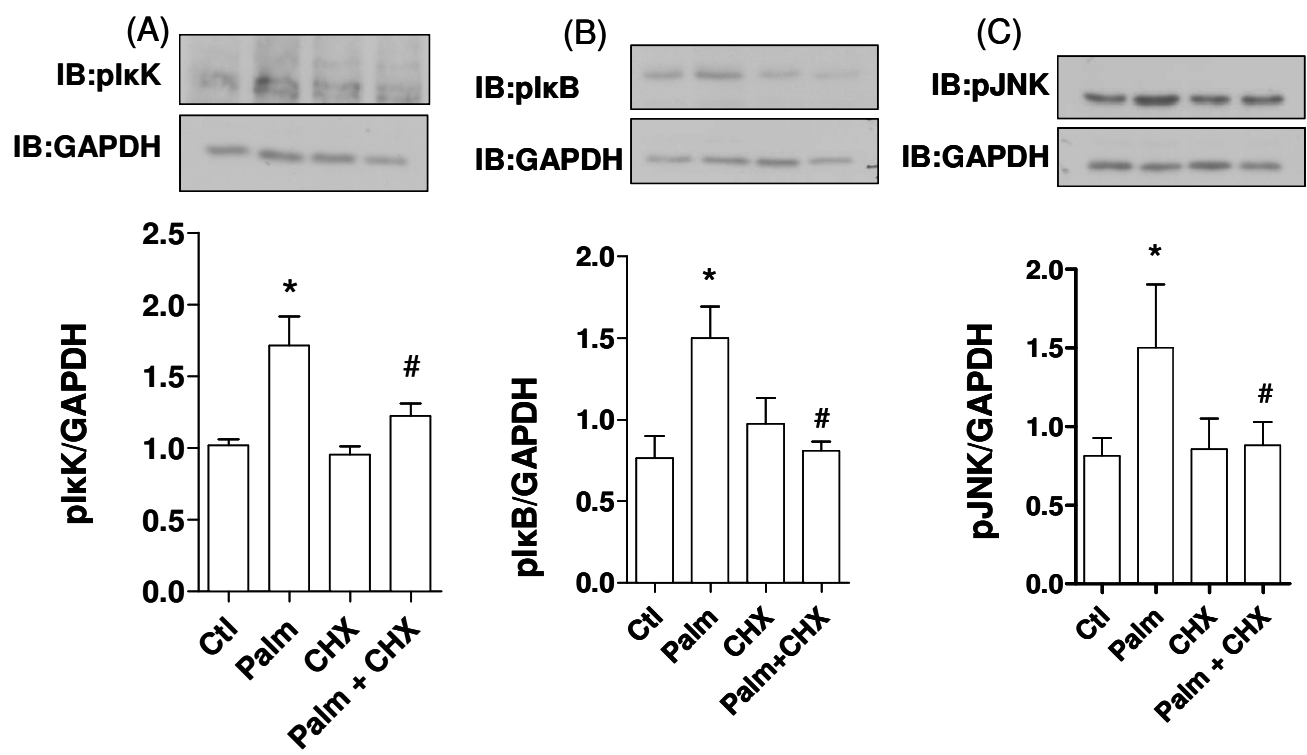 (A)
IB:pIκK
IB:GAPDH
2.5
2.0
1.5
1.0
0.5
0.0
pIκK/GAPDH
*
#
Ctl
Palm
CHX
Palm + CHX
(B)
IB:pIκB
IB:GAPDH
2.0
1.5
1.0
0.5
0.0
pIκB/GAPDH
*
#
Ctl
Palm
CHX
Palm+CHX
(C)
IB:pJNK
IB:GAPDH
2.0
1.5
1.0
0.5
0.0
pJNK/GAPDH
*
#
Ctl
Palm
CHX
Palm + CHX